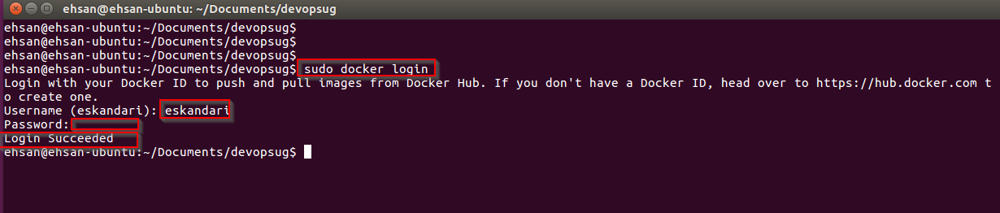 ehsan@ehsan-ubuntu: ~/Documents/devopsug
ehsan@ehsan-ubuntu:~/Documents/devopsug$
ehsan@ehsan-ubuntu:~/Documents/devopsug$
ehsan@ehsan-ubuntu:~/Documents/devopsug$
ehsan@ehsan-ubuntu:~/Documents/devopsug$ sudo docker login
Login with your Docker ID to push and pull images from Docker Hub. If you don't have a Docker ID, head over to https://hub.docker.com t
o create one.
Username (eskandari): eskandari
Password:
Login Succeeded
ehsan@ehsan-ubuntu:~/Documents/devopsug$